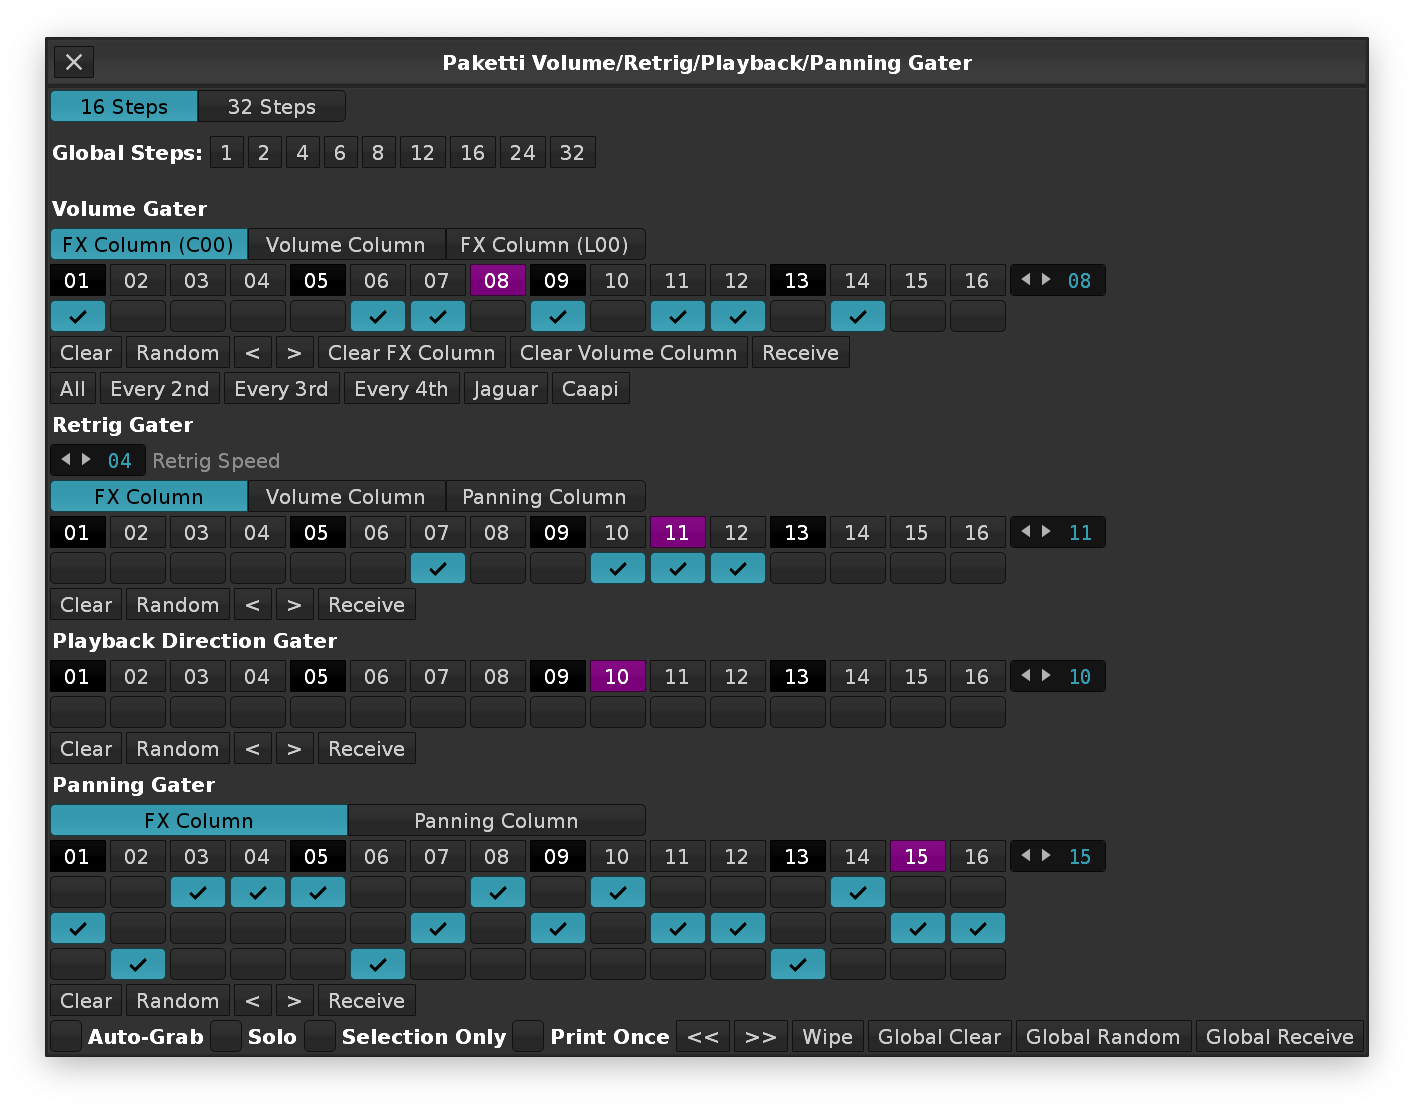 Paketti Volume/Retrig/Playback/Panning Gater
16 Steps 32 Steps
Global Steps: 1 2 4 6 8 12 16 24 32
Volume Gater
FX Column (C00) Volume Column FX Column (L00)
01 02 03 04 05 06 07 08 09 10 11 12 13 14 15 16 08
Clear Random < > Clear FX Column Clear Volume Column Receive
All Every 2nd Every 3rd Every 4th Jaguar Caapi
Retrig Gater
04 Retrig Speed
FX Column Volume Column Panning Column
01 02 03 04 05 06 07 08 09 10 11 12 13 14 15 16 11
Clear Random < > Receive
Playback Direction Gater
01 02 03 04 05 06 07 08 09 10 11 12 13 14 15 16 10
Clear Random < > Receive
Panning Gater
FX Column Panning Column
01 02 03 04 05 06 07 08 09 10 11 12 13 14 15 16 15
Clear Random < > Receive
Auto-Grab Solo Selection Only Print Once << >> Wipe Global Clear Global Random Global Receive